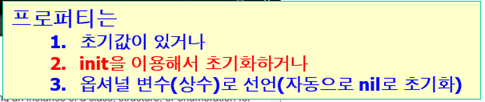 프로퍼티는
1. 초기값이 있거나
2. init을 이용해서 초기화하거나
3. 옵셔널 변수(상수)로 선언(자동으로 nil로 초기화)